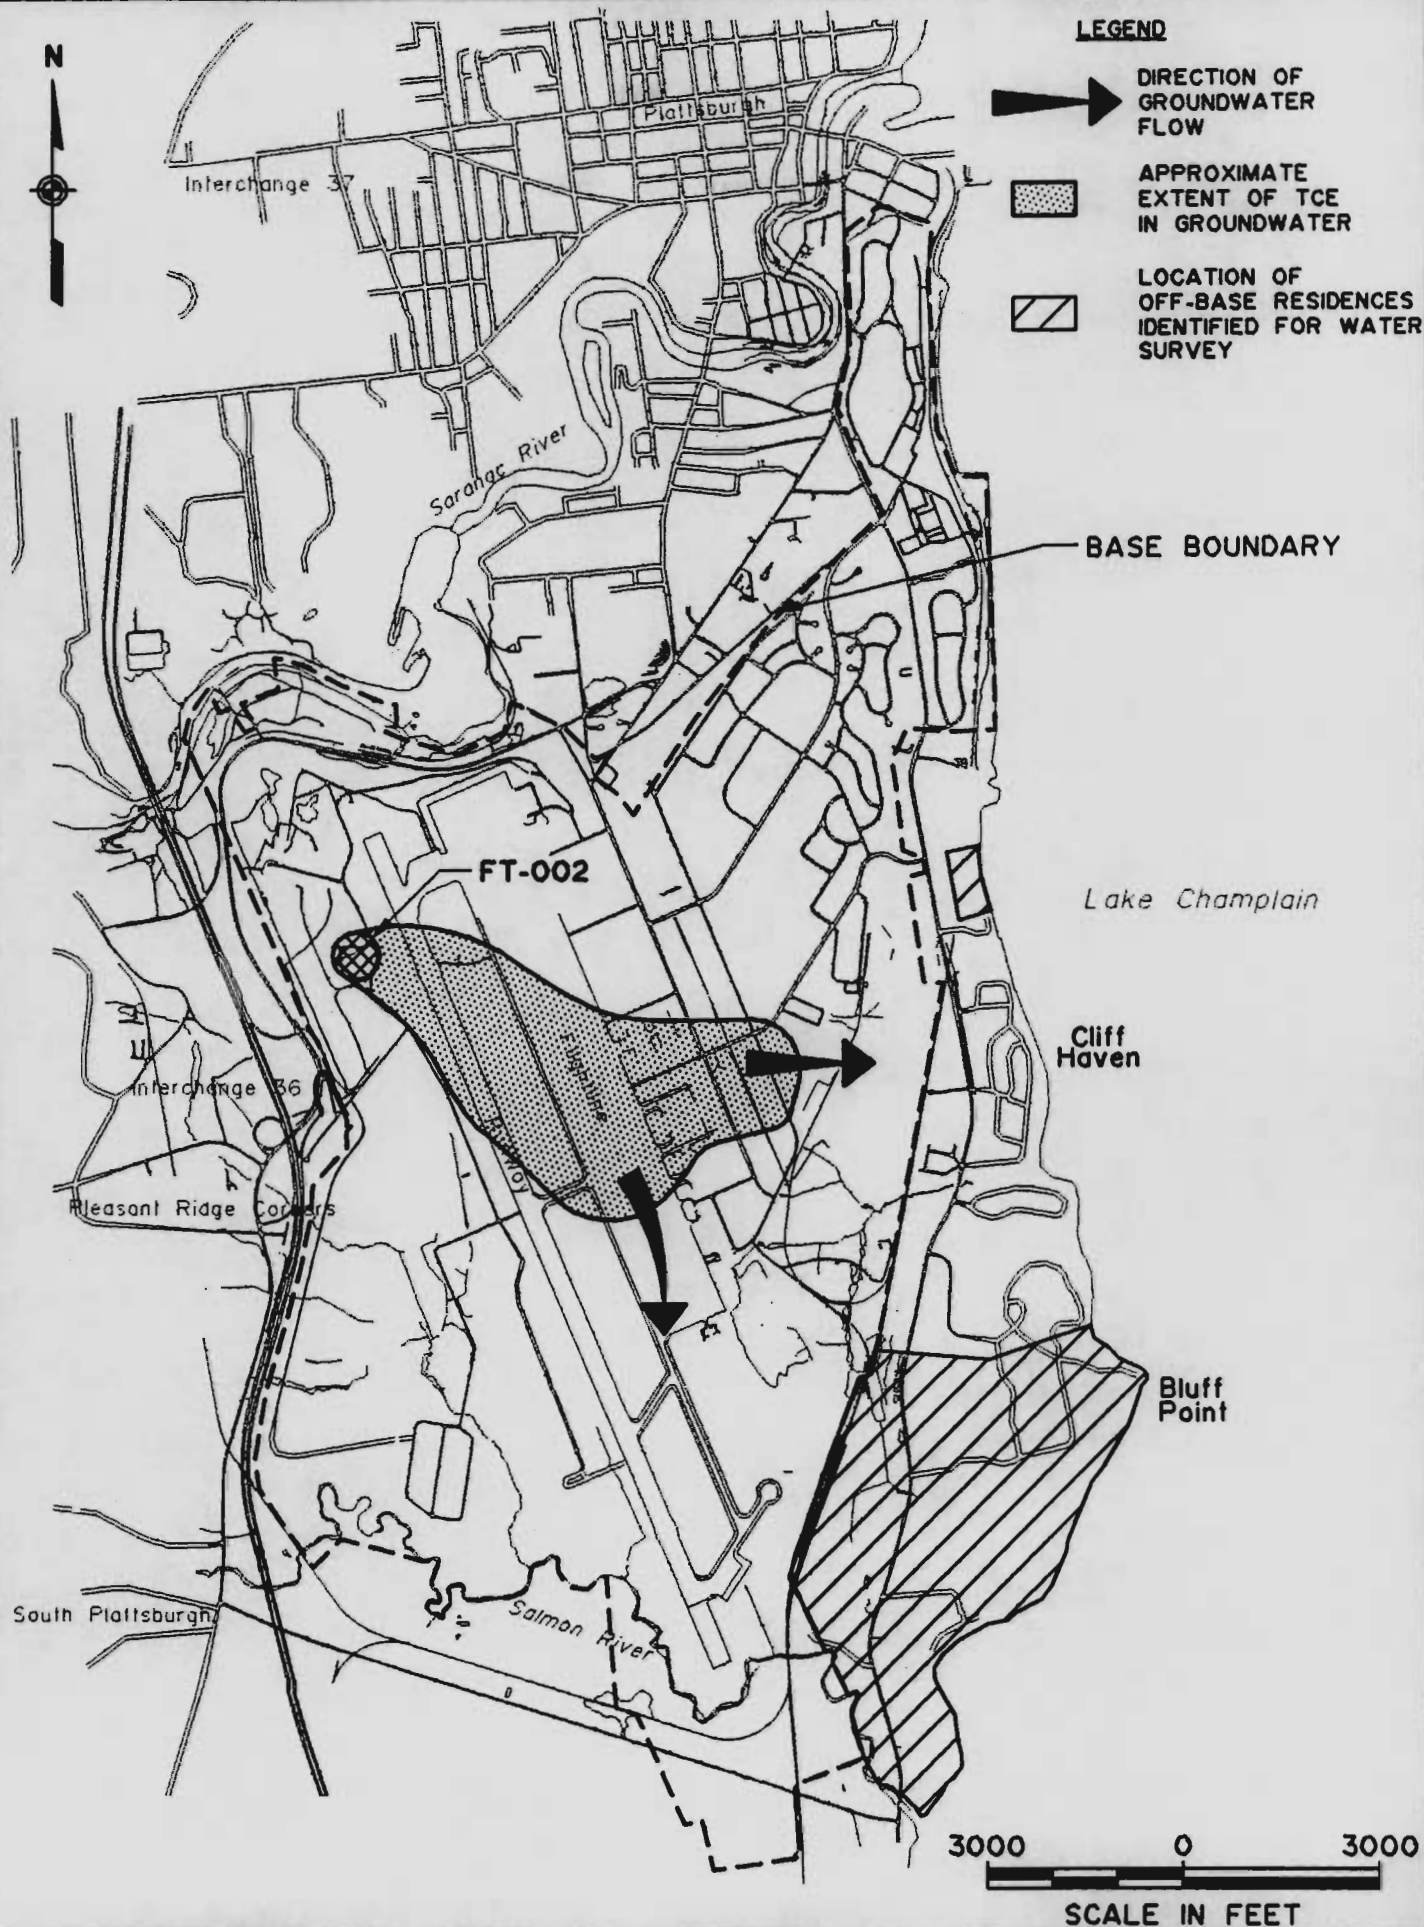 LEGEND
N
DIRECTION OF
GROUNDWATER
FLOW
Plattsburgh
Interchange 37
APPROXIMATE
EXTENT OF TCE
IN GROUNDWATER
LOCATION OF
OFF-BASE RESIDENCES
IDENTIFIED FOR WATER
SURVEY
Saranac River
BASE BOUNDARY
FT-002
Lake Champlain
Flightline
Cliff
Haven
Interchange 36
Runway
Pleasant Ridge Corners
Bluff
Point
South Plattsburgh
Salmon River
3000 0 3000
SCALE IN FEET